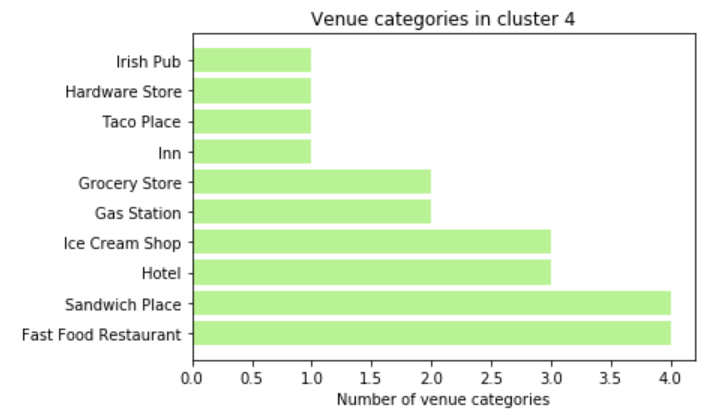 Venue categories in cluster 4
Irish Pub
Hardware Store
Taco Place
Inn
Grocery Store
Gas Station
Ice Cream Shop
Hotel
Sandwich Place
Fast Food Restaurant
0.0 0.5 1.0 1.5 2.0 2.5 3.0 3.5 4.0
Number of venue categories